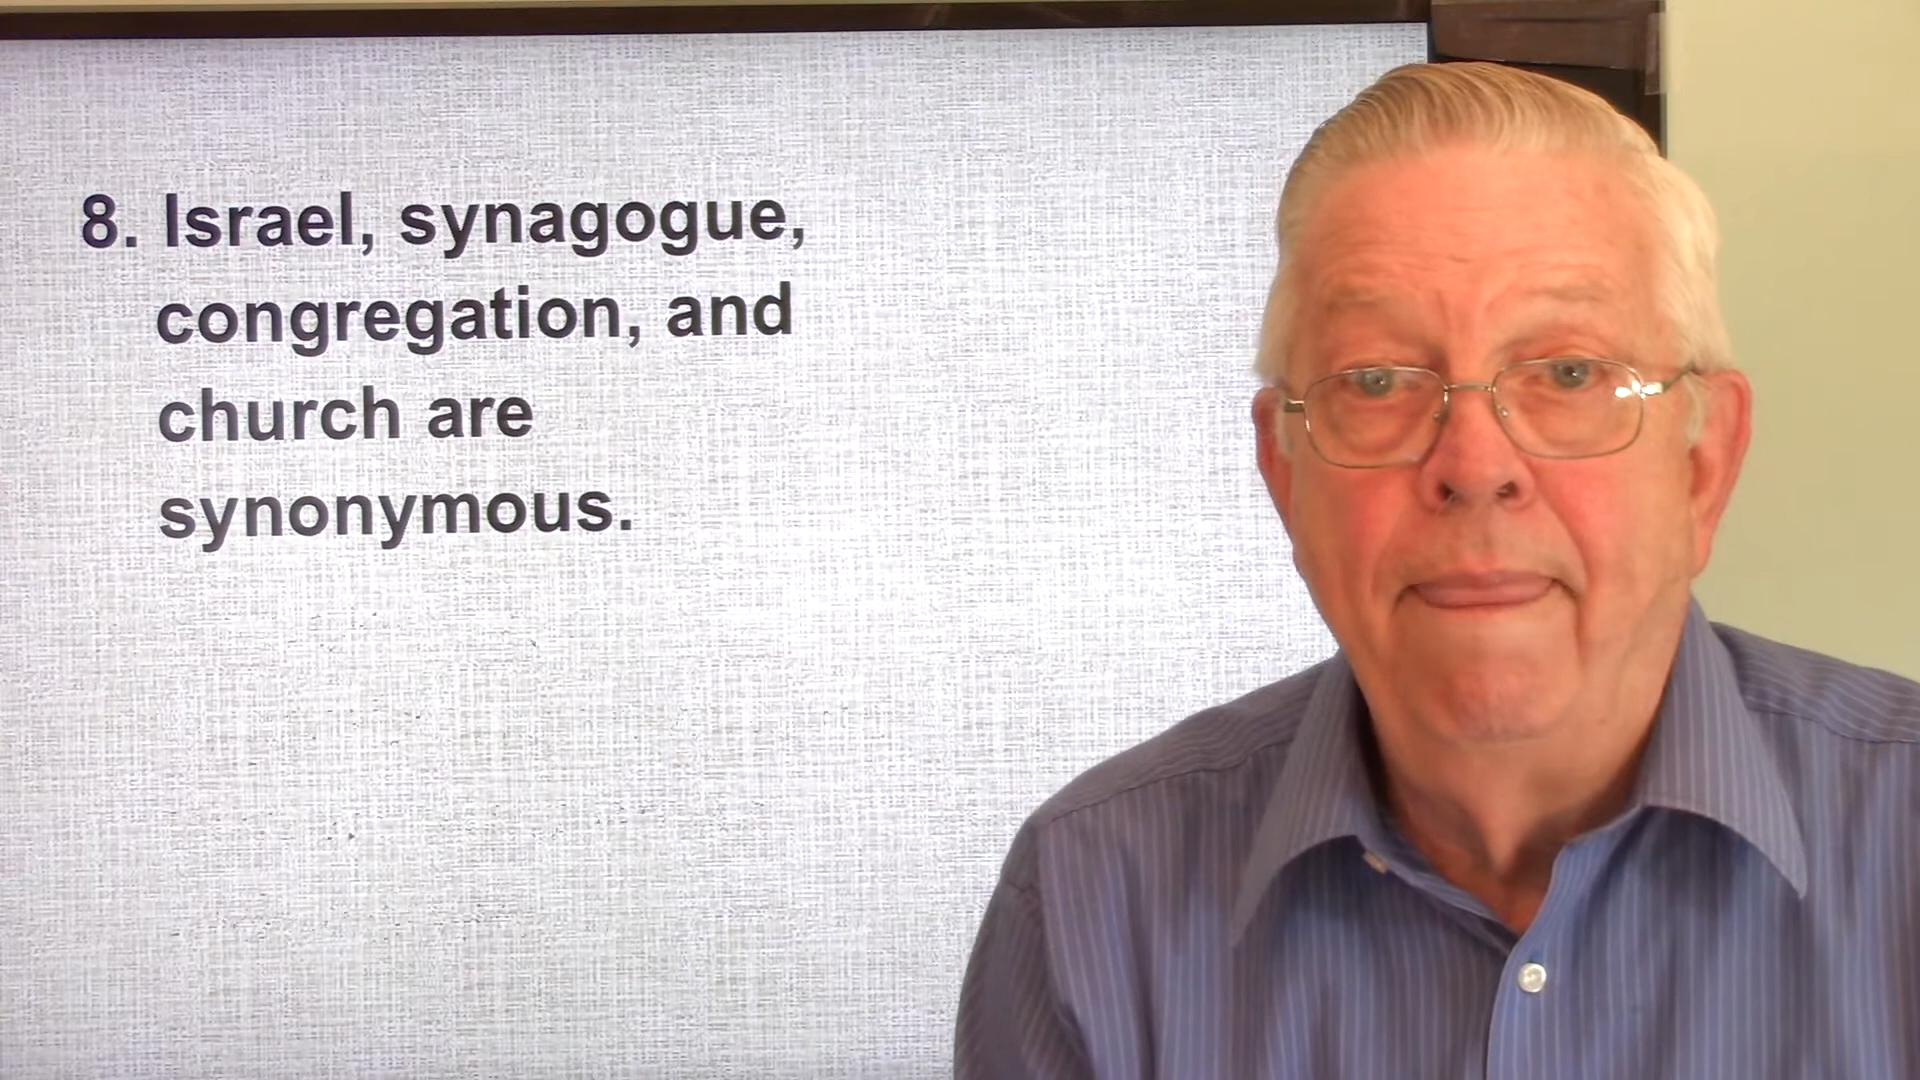 8. Israel, synagogue,
congregation, and
church are
synonymous.